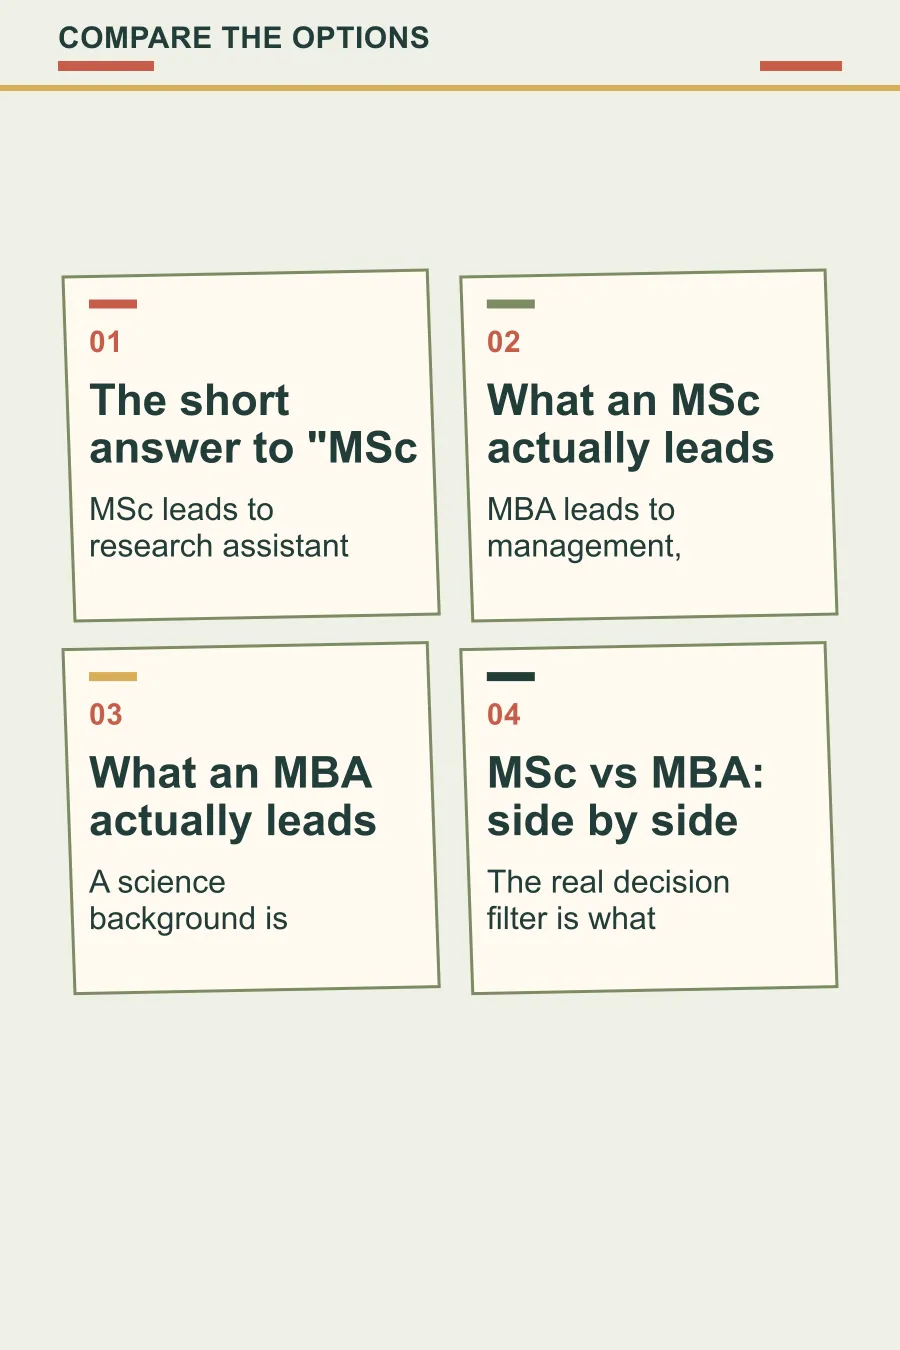 COMPARE THE OPTIONS
01
The short
answer to "MSc
MSc leads to
research assistant
02
What an MSc
actually leads
MBA leads to
management,
03
What an MBA
actually leads
A science
background is
04
MSc vs MBA:
side by side
The real decision
filter is what